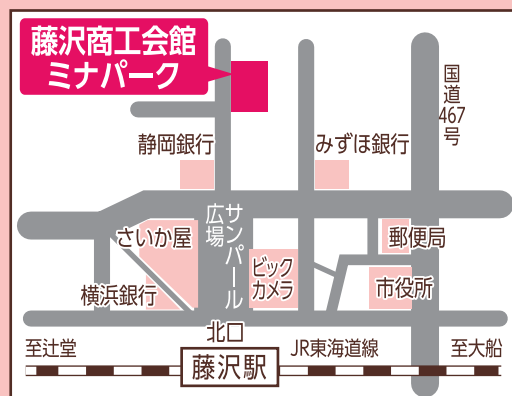 藤沢商工会館
ミナパーク
国道467号
静岡銀行
みずほ銀行
サンパール
広場
さいか屋
郵便局
ビック
カメラ
市役所
横浜銀行
北口
至辻堂
藤沢駅
JR東海道線
至大船